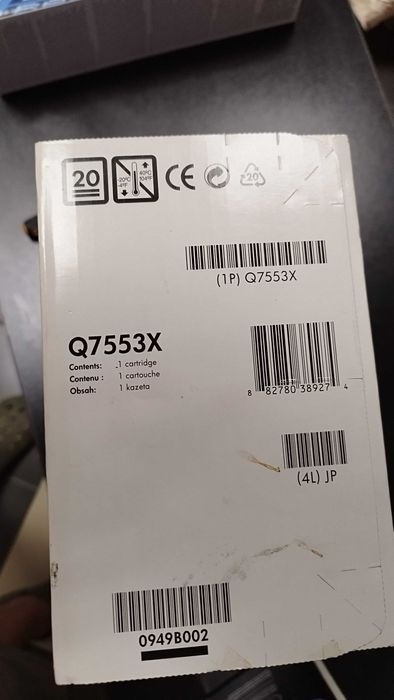 20
-20°C
-4°F
40°C
104°F
CE
20
(1P) Q7553X
Q7553X
Contents: 1 cartridge
Contenu : 1 cartouche
Obsah: 1 kazeta
8 82780 38927 4
(4L) JP
0949B002